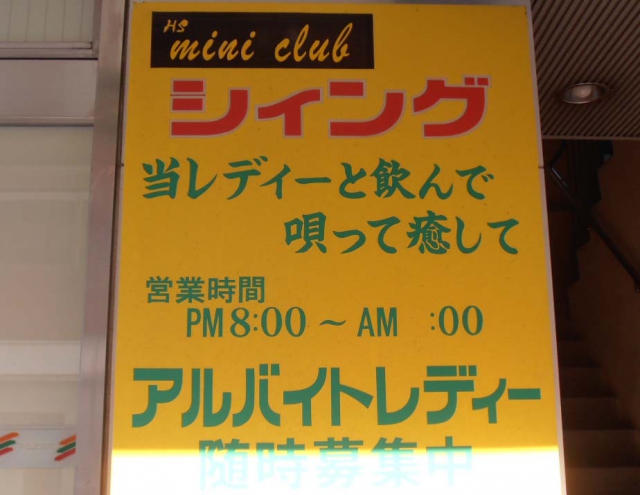 HS
mini club
シィング
当レディーと飲んで
唄って癒して
営業時間
PM8:00 ～ AM :00
アルバイトレディー
随時募集中